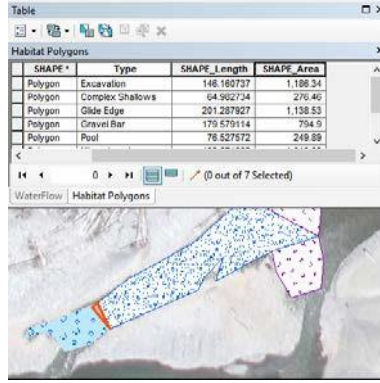 Table
Habitat Polygons
SHAPE * Type SHAPE_Length SHAPE_Area
Polygon Excavation 146.160737 1,186.34
Polygon Complex Shallows 64.982734 276.46
Polygon Glide Edge 201.287927 1,138.53
Polygon Gravel Bar 179.579114 794.9
Polygon Pool 76.527572 249.89
0 (0 out of 7 Selected)
WaterFlow Habitat Polygons